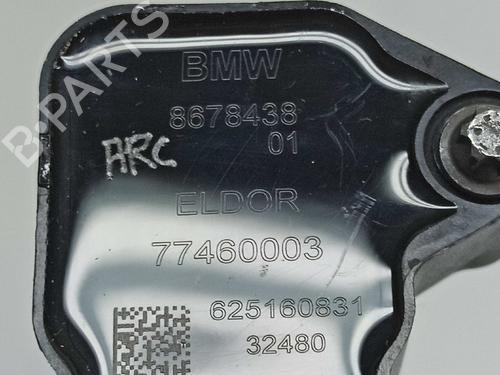 BMW
8678438
01
ARC
ELDOR
77460003
625160831
32480
B-PARTS